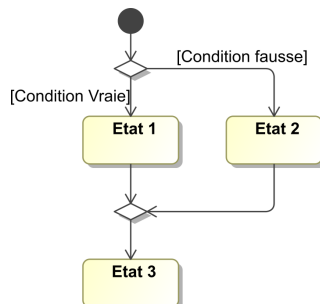 [Condition fausse]
[Condition Vraie]
Etat 1
Etat 2
Etat 3